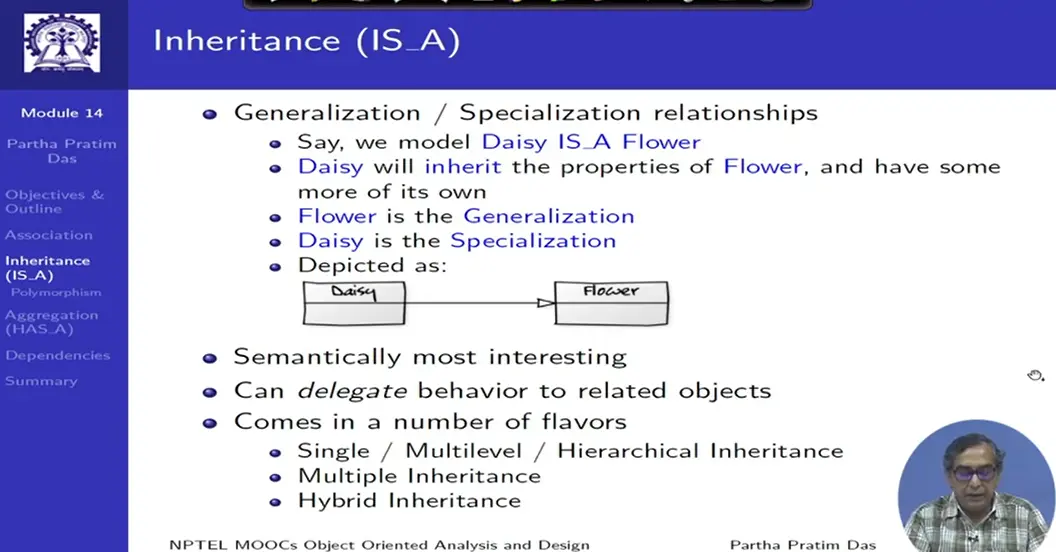 Inheritance (IS_A)
Module 14
Partha Pratim
Das
Objectives &
Outline
Association
Inheritance
(IS_A)
Polymorphism
Aggregation
(HAS_A)
Dependencies
Summary
Generalization / Specialization relationships
Say, we model Daisy IS_A Flower
Daisy will inherit the properties of Flower, and have some
more of its own
Flower is the Generalization
Daisy is the Specialization
Depicted as:
Daisy
Flower
Semantically most interesting
Can delegate behavior to related objects
Comes in a number of flavors
Single / Multilevel / Hierarchical Inheritance
Multiple Inheritance
Hybrid Inheritance
NPTEL MOOCs Object Oriented Analysis and Design
Partha Pratim Das